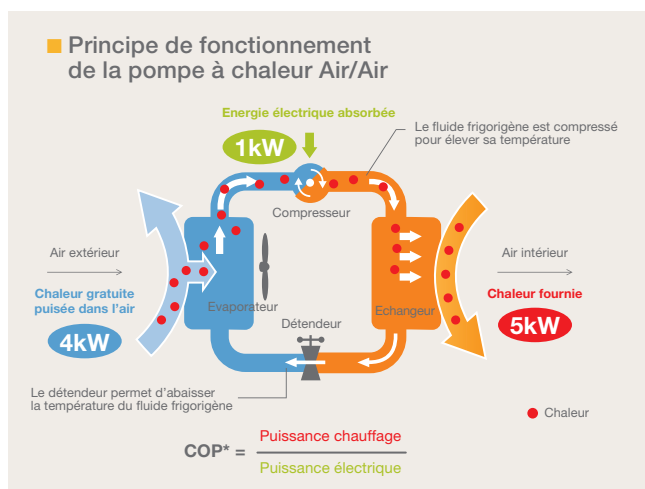 Principe de fonctionnement
de la pompe à chaleur Air/Air
Energie électrique absorbée
1kW
Le fluide frigorigène est compressé
pour élever sa température
Compresseur
Air extérieur
Chaleur gratuite
puisée dans l'air
4kW
Evaporateur
Détendeur
Echangeur
Air intérieur
Chaleur fournie
5kW
Le détendeur permet d'abaisser
la température du fluide frigorigène
Chaleur
COP* =
Puissance chauffage
Puissance électrique